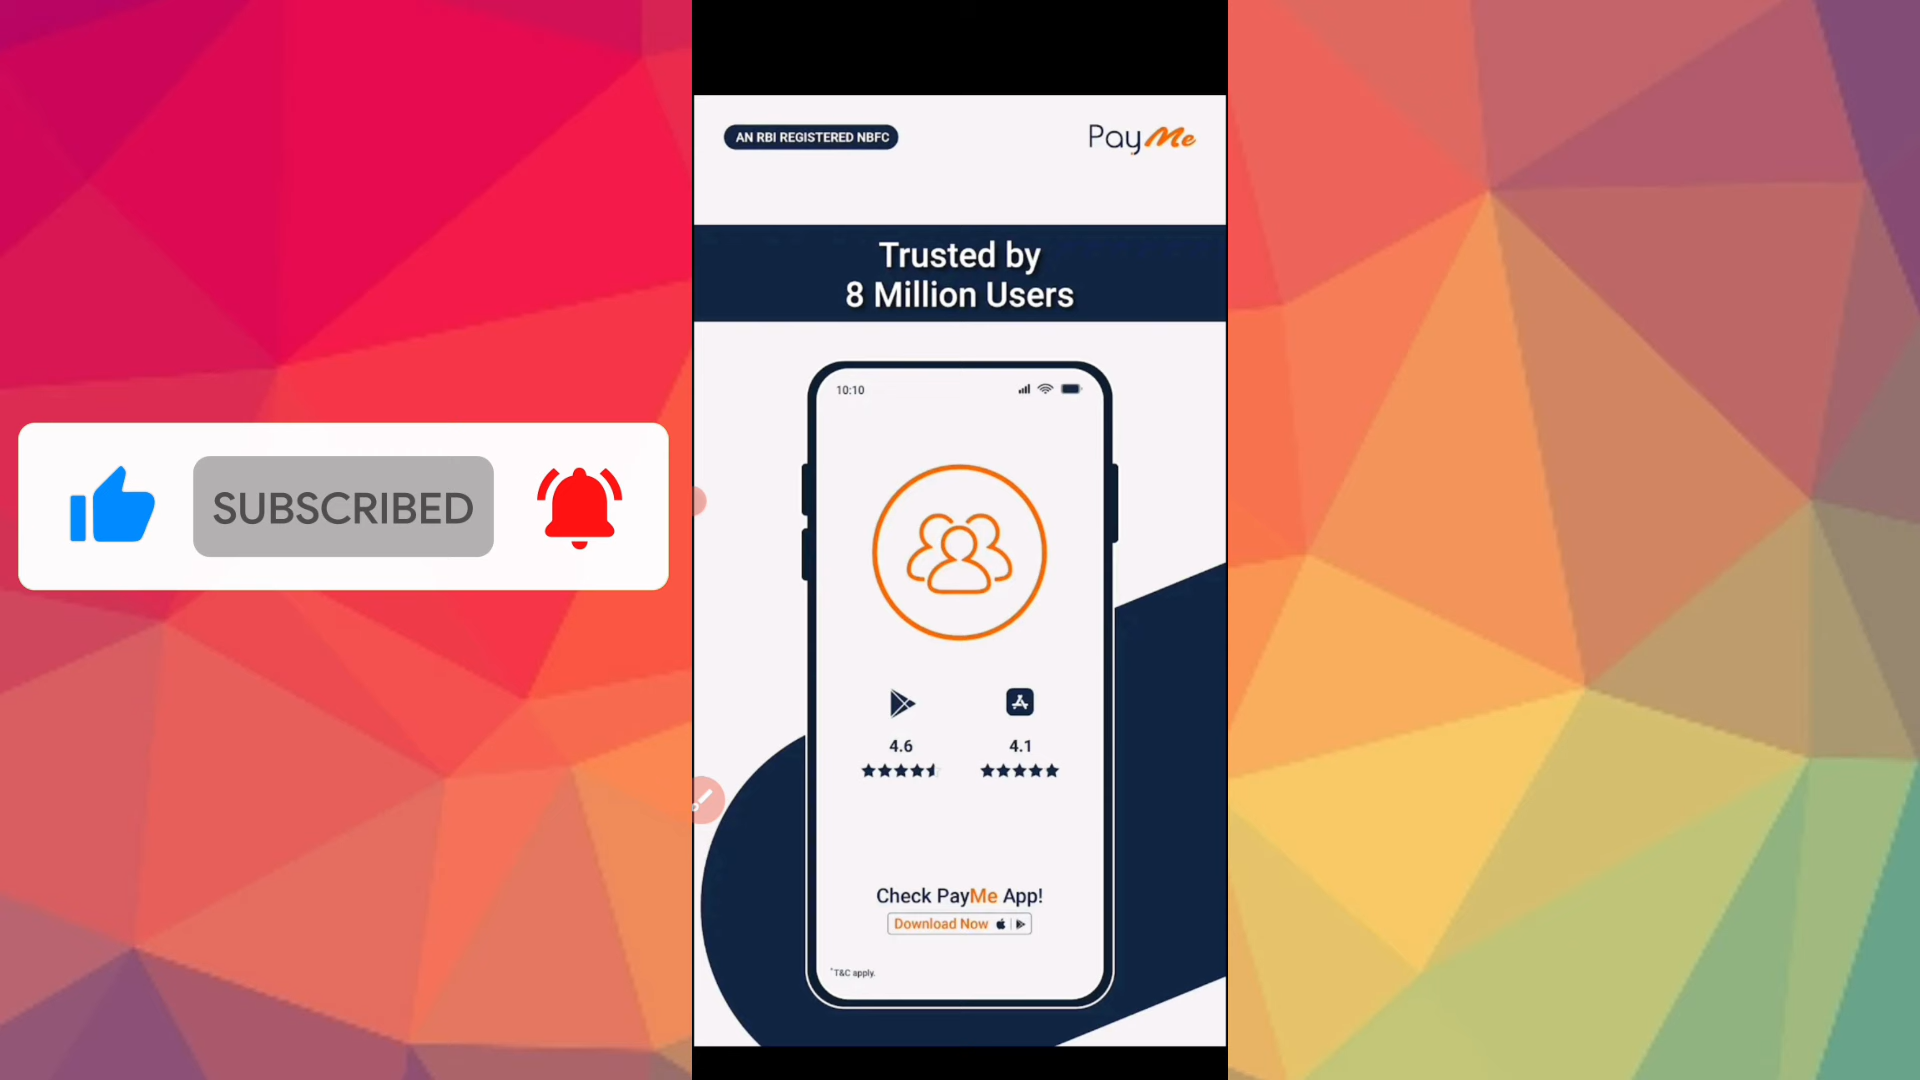 AN RBI REGISTERED NBFC
PayMe
Trusted by
8 Million Users
10:10
SUBSCRIBED
4.6
4.1
Check PayMe App!
Download Now
*T&C apply.